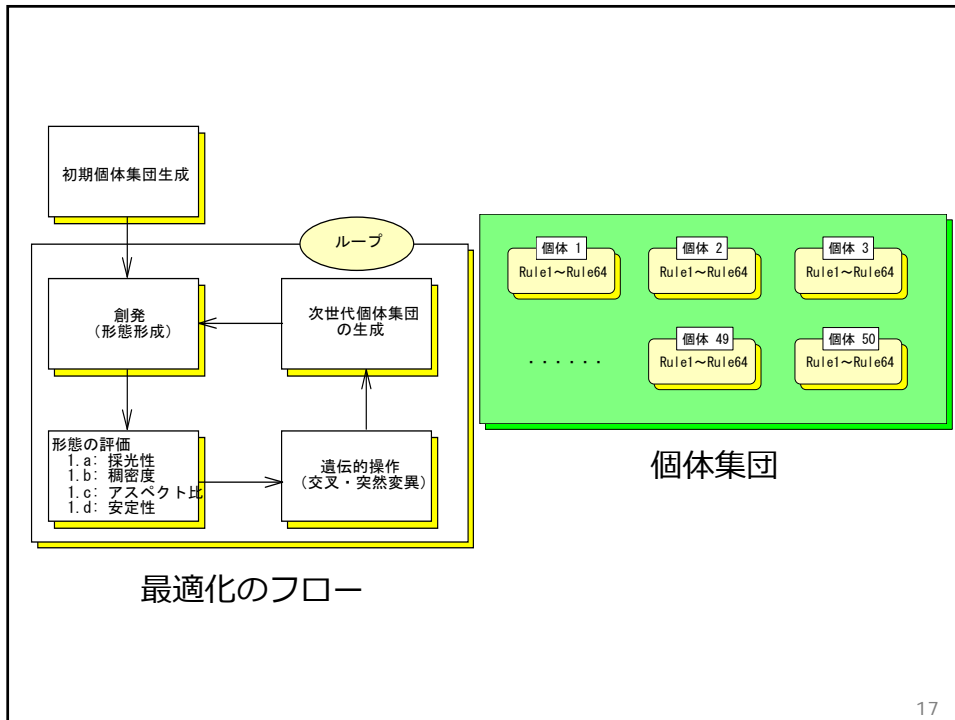 初期個体集団生成
ループ
創発
（形態形成）
次世代個体集団
の生成
形態の評価
1.a: 採光性
1.b: 稠密度
1.c: アスペクト比
1.d: 安定性
遺伝的操作
（交叉・突然変異）
最適化のフロー
個体 1
Rule1～Rule64
個体 2
Rule1～Rule64
個体 3
Rule1～Rule64
・・・・・・
個体 49
Rule1～Rule64
個体 50
Rule1～Rule64
個体集団
17